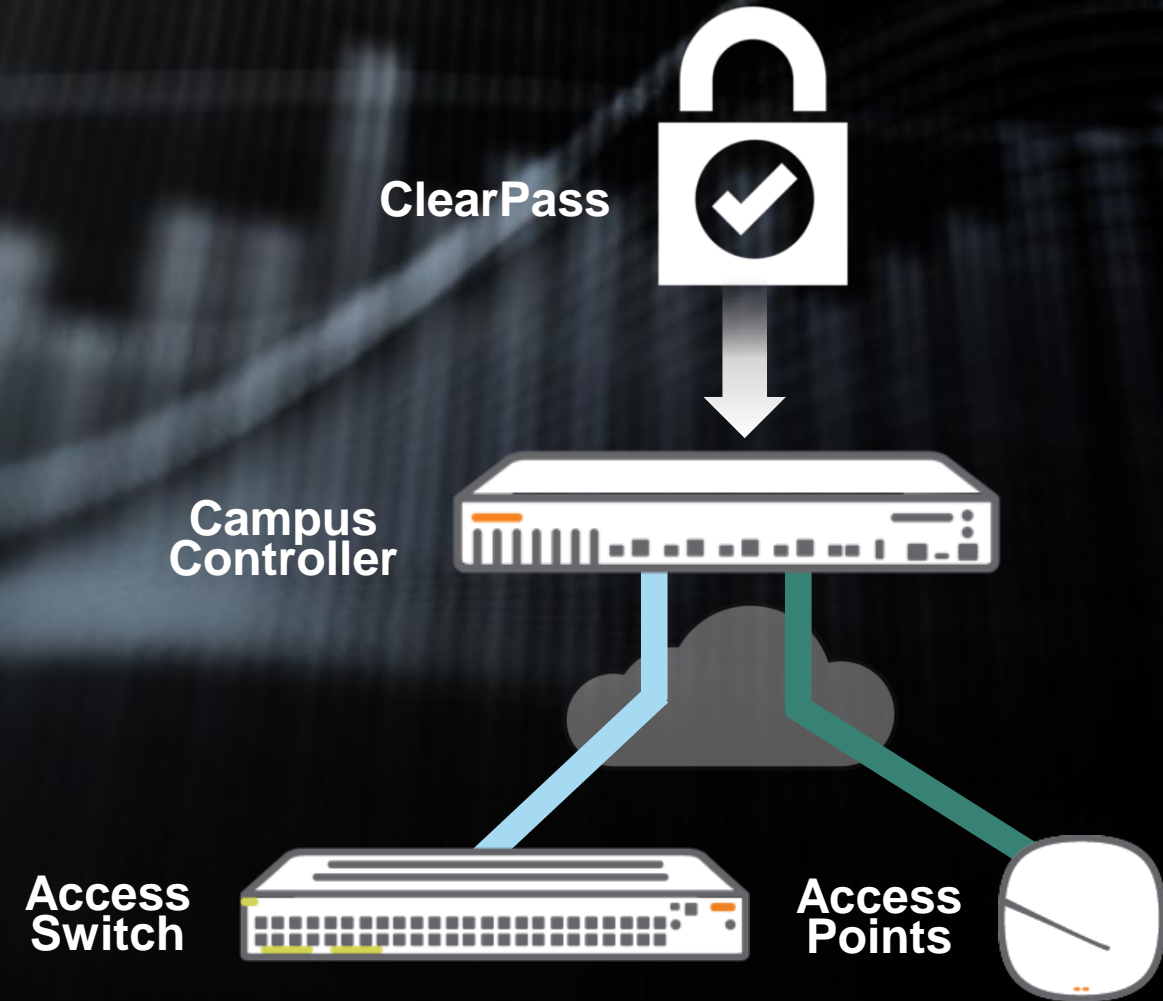 ClearPass
Campus
Controller
Access
Switch
Access
Points